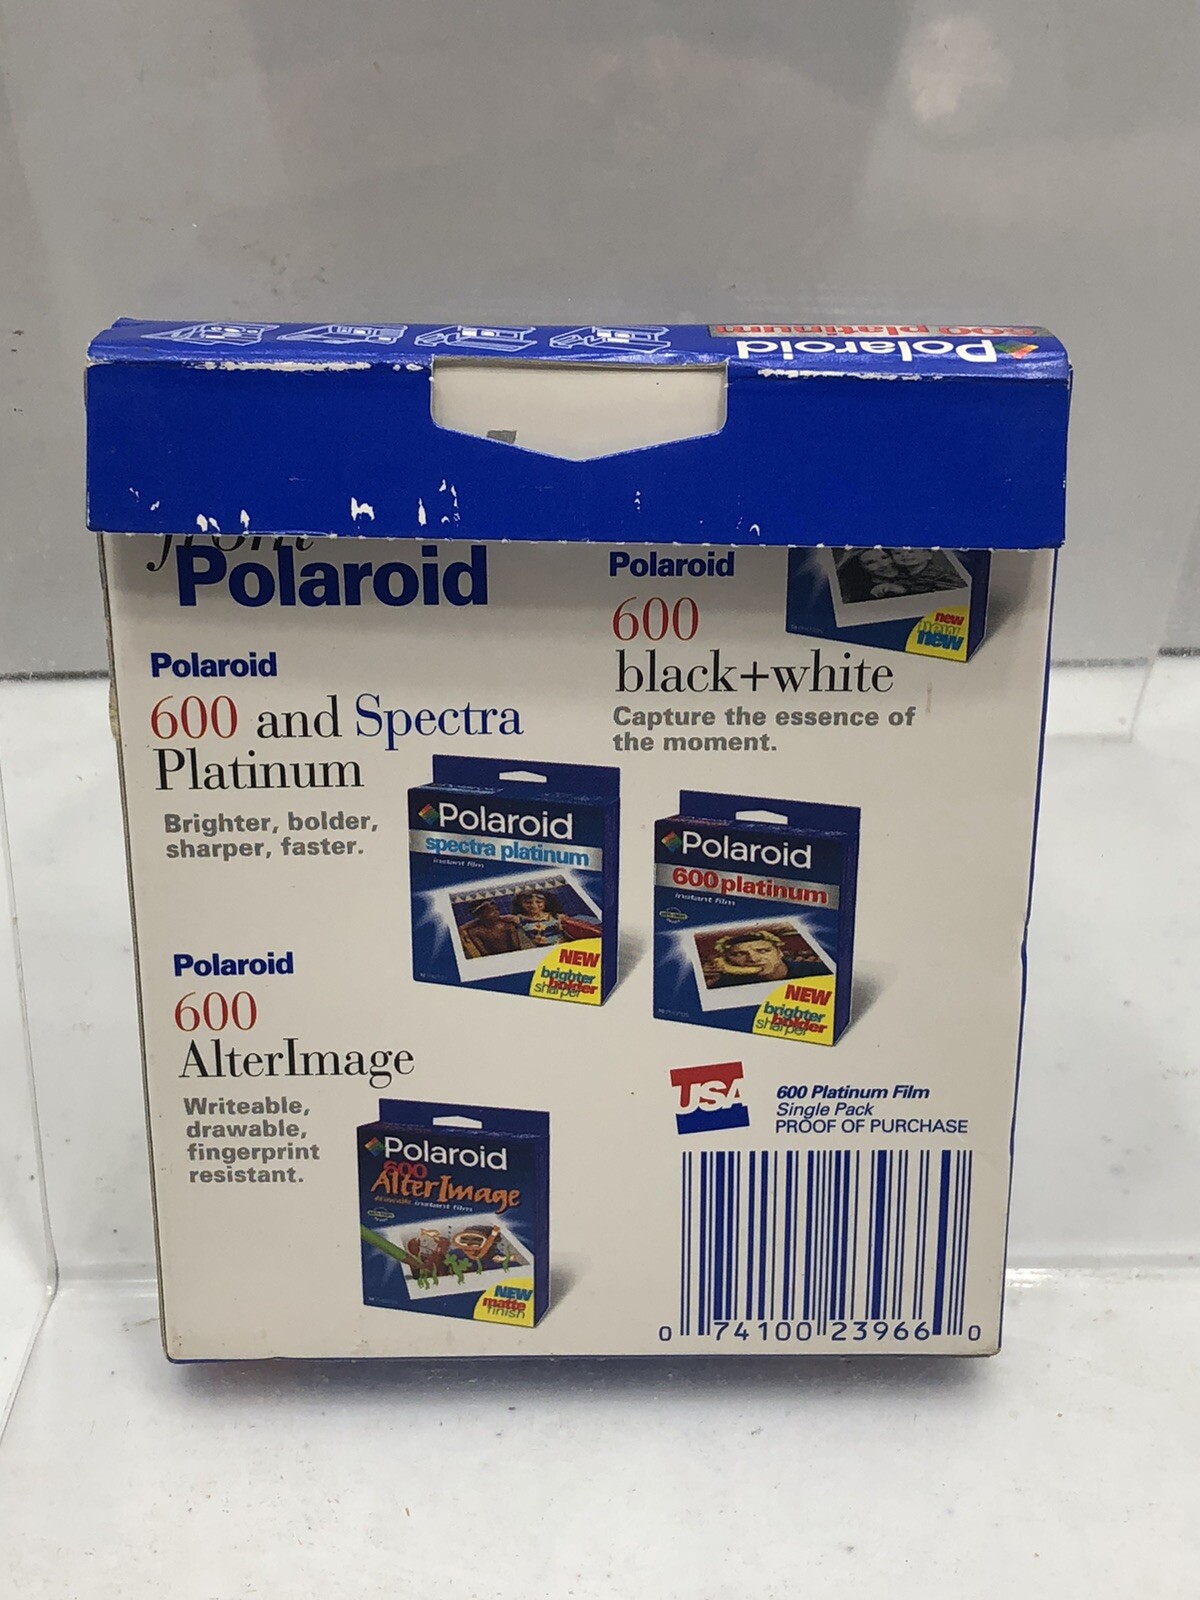 600 platinum
Polaroid
from
Polaroid
Polaroid
600 and Spectra
Platinum
Brighter, bolder,
sharper, faster.
Polaroid
spectra platinum
instant film
NEW
brighter
bolder
sharper
Polaroid
600
black+white
Capture the essence of
the moment.
new
new
Polaroid
600 platinum
instant film
NEW
brighter
bolder
sharper
Polaroid
600
AlterImage
Writeable,
drawable,
fingerprint
resistant.
Polaroid
600
AlterImage
instant film
NEW
matte
finish
USA
600 Platinum Film
Single Pack
PROOF OF PURCHASE
0 74100 23966 0